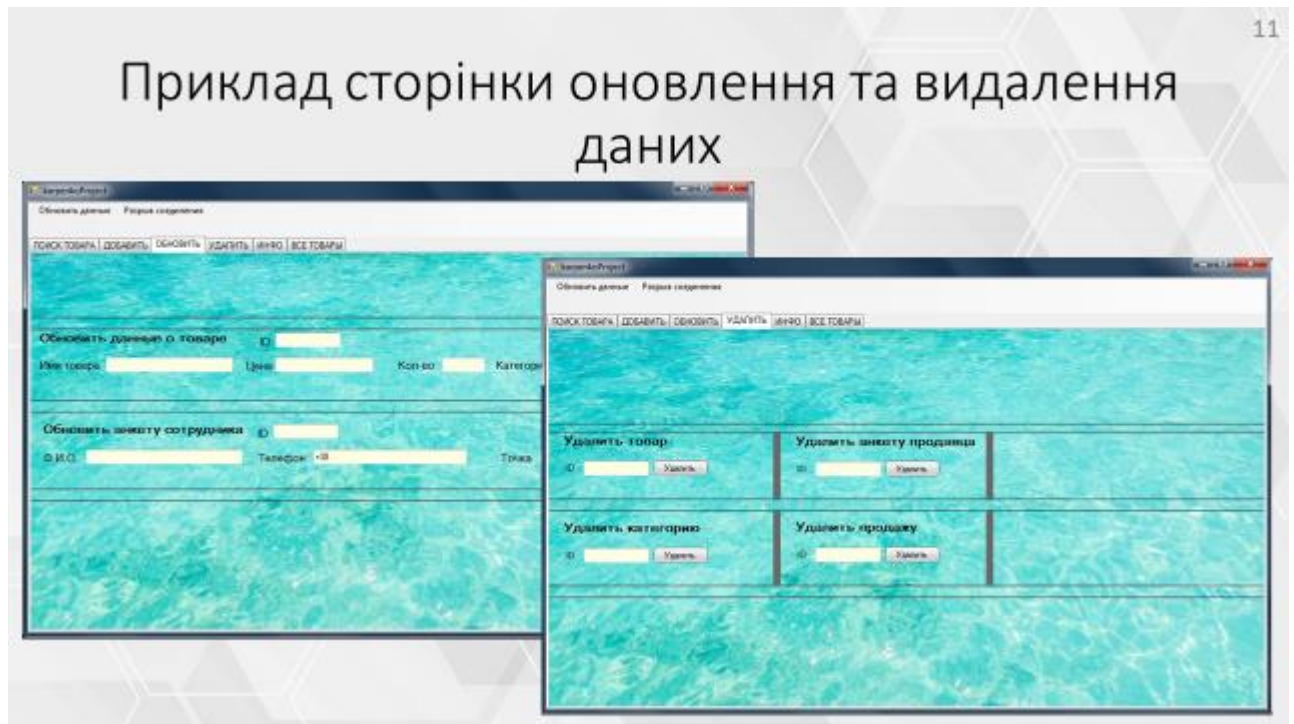 11
Приклад сторінки оновлення та видалення
даних
KarpenkoProject
Обновить данные Разрыв соединения
ПОИСК ТОВАРА ДОБАВИТЬ ОБНОВИТЬ УДАЛИТЬ ИНФО ВСЕ ТОВАРЫ
Обновить данные о товаре ID
Имя товара Цена Кол-во
Обновить анкету сотрудника ID
Ф.И.О. Телефон +38 Точка
KarpenkoProject
Обновить данные Разрыв соединения
ПОИСК ТОВАРА ДОБАВИТЬ ОБНОВИТЬ УДАЛИТЬ ИНФО ВСЕ ТОВАРЫ
Удалить товар Удалить анкету продавца
ID Удалить ID Удалить
Удалить категорию Удалить продажу
ID Удалить ID Удалить